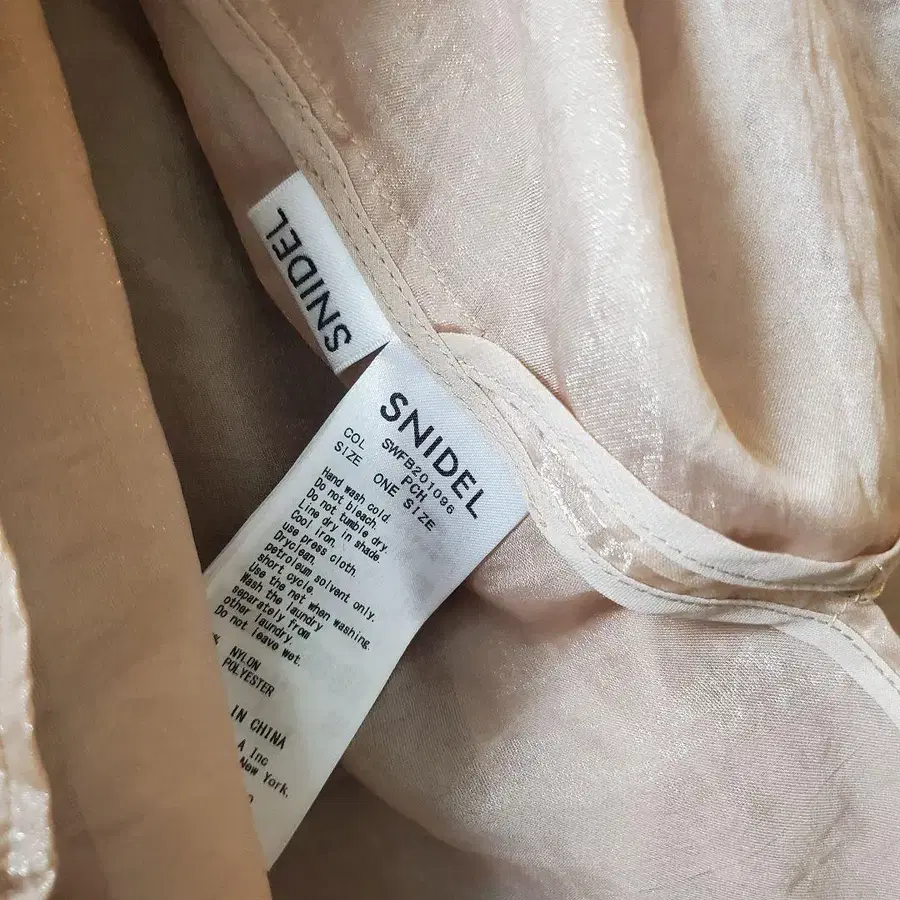 SNIDEL
SNIDEL
SWFB201096
COL PCH
SIZE ONE SIZE
Hand wash cold.
Do not bleach.
Do not tumble dry.
Line dry in shade.
Cool iron,
use press cloth.
Dryclean,
petroleum solvent only.
short cycle.
Use the net when washing.
Wash the laundry
separately from
other laundry.
Do not leave wet.
NYLON
POLYESTER
IN CHINA
A Inc
New York.